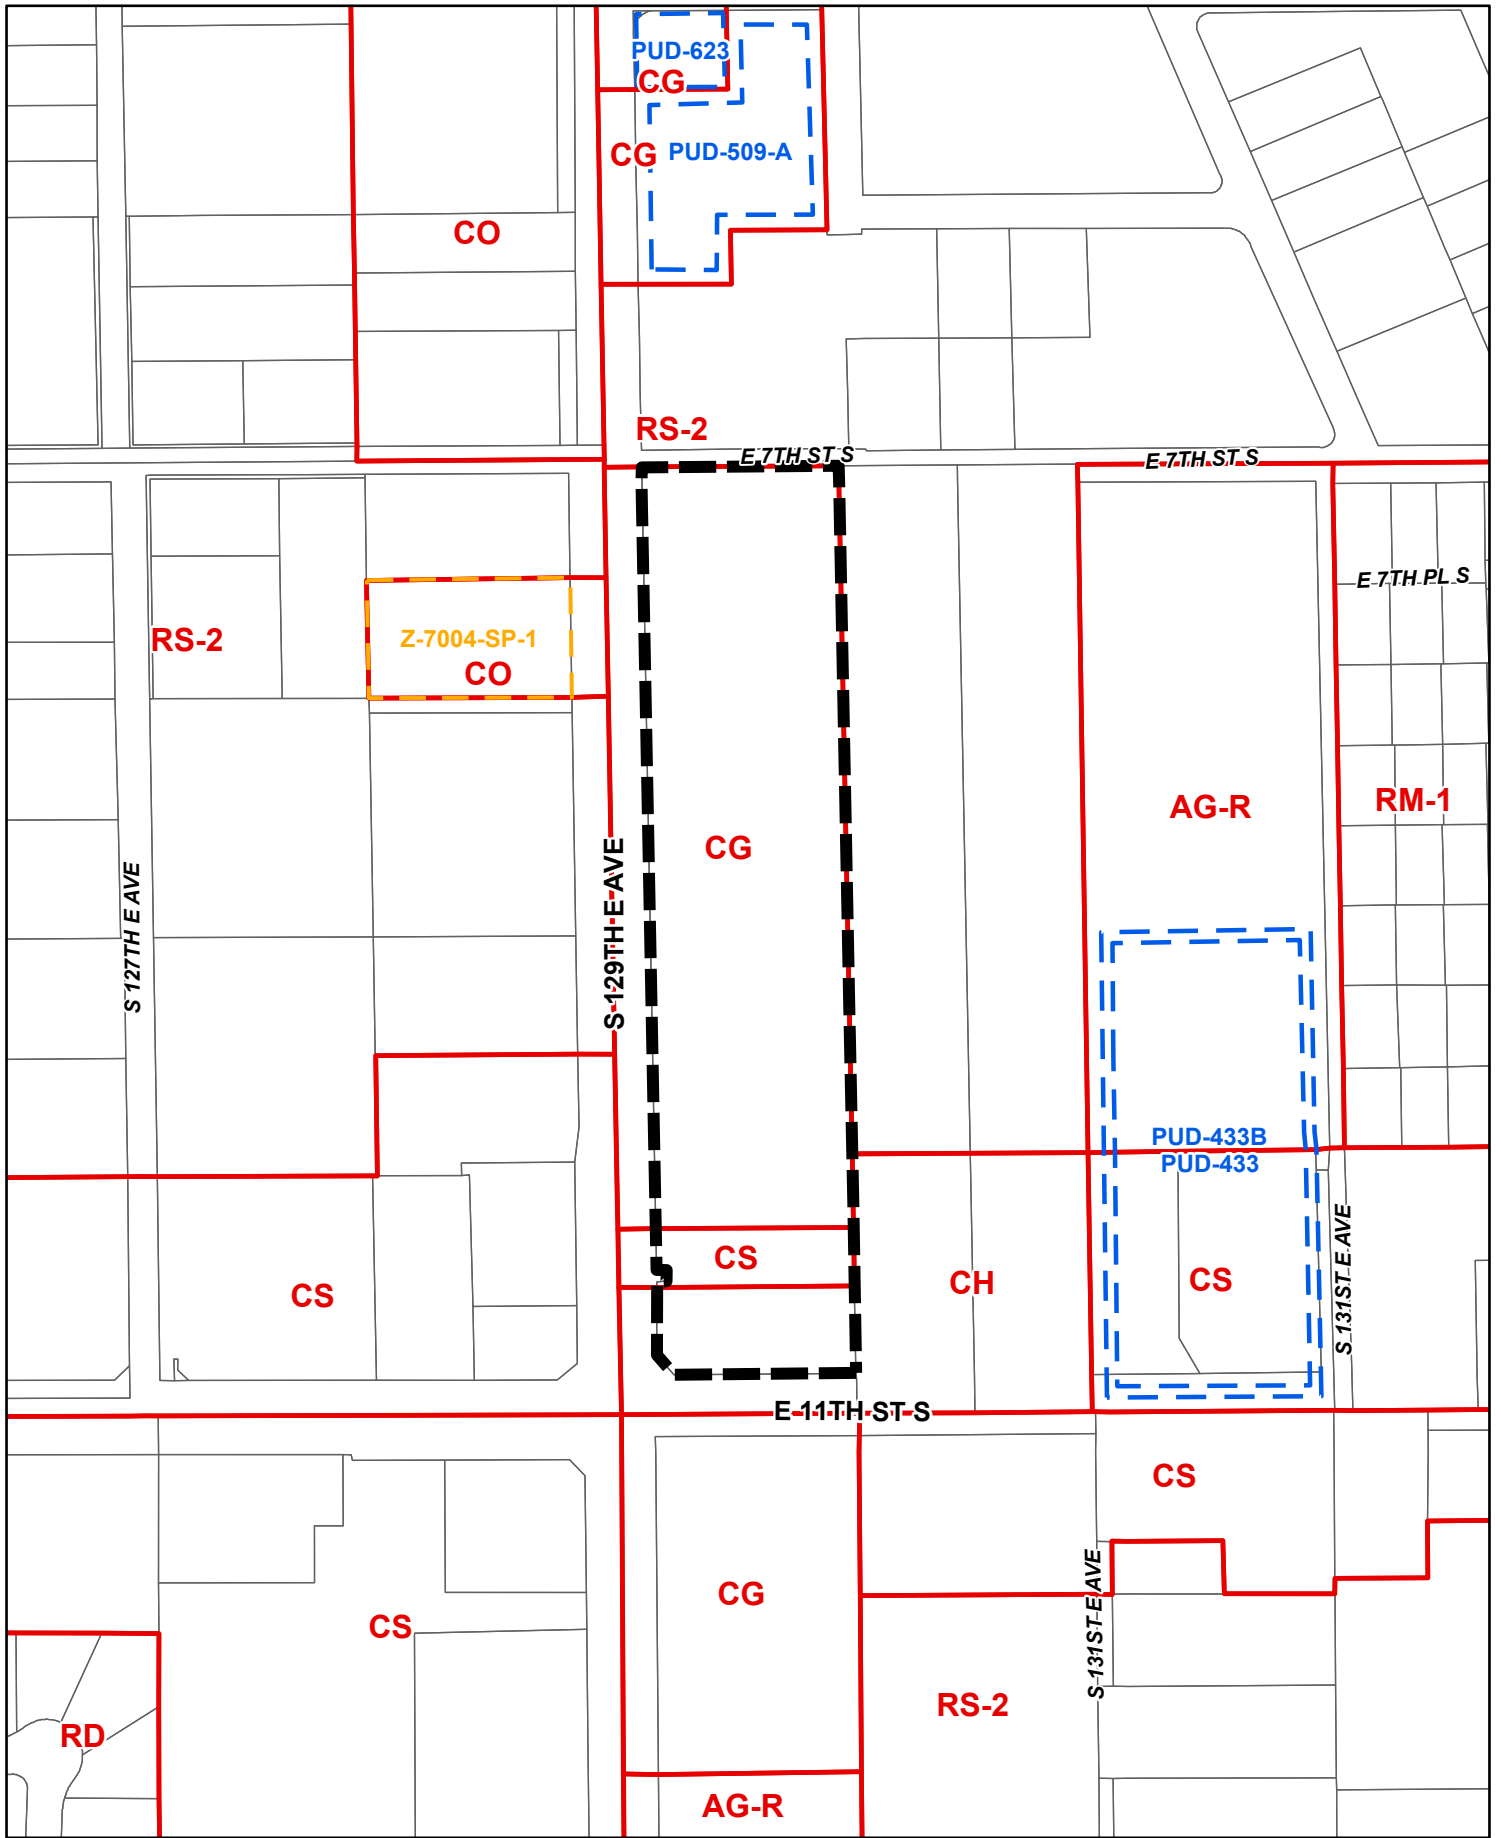 PUD-623
CG
CG
PUD-509-A
CO
RS-2
E 7TH ST S
E 7TH ST S
E 7TH PL S
RS-2
Z-7004-SP-1
CO
CG
AG-R
RM-1
S 127TH E AVE
S 129TH E AVE
PUD-433B
PUD-433
CS
CS
CH
CS
S 131ST E AVE
E 11TH ST S
CS
CG
CS
S 131ST E AVE
RS-2
RD
AG-R